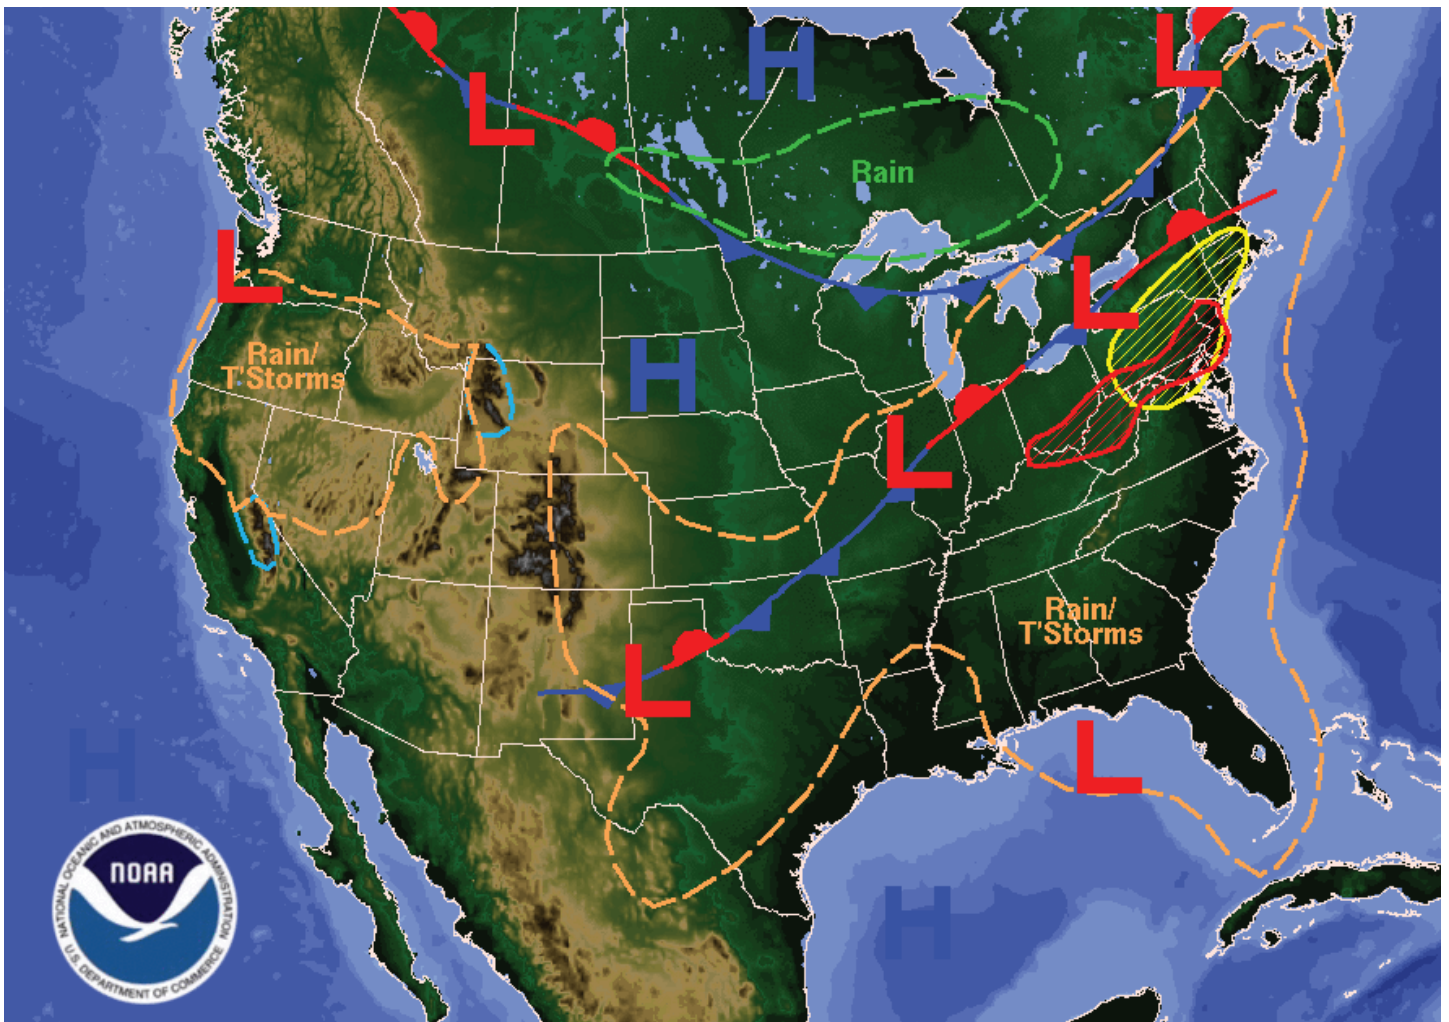 H
L
L
Rain
L
L
Rain/
T'Storms
H
L
Rain/
T'Storms
L
H
L
H
NOAA
NATIONAL OCEANIC AND ATMOSPHERIC ADMINISTRATION
U.S. DEPARTMENT OF COMMERCE